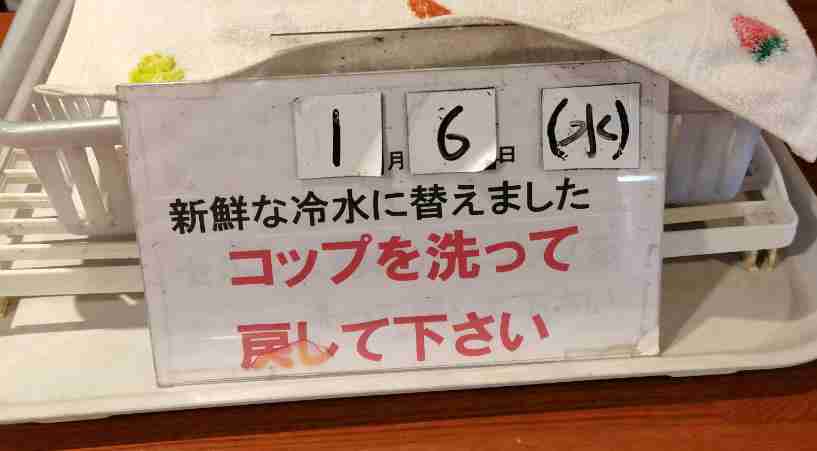 1月6日(水)
新鮮な冷水に替えました
コップを洗って
戻して下さい